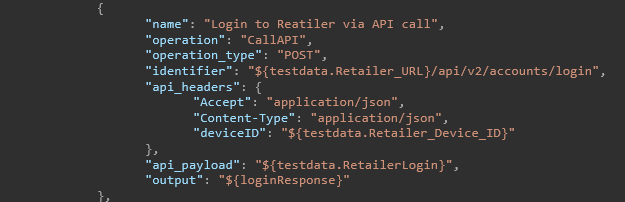 {
"name": "Login to Reatiler via API call",
"operation": "CallAPI",
"operation_type": "POST",
"identifier": "${testdata.Retailer_URL}/api/v2/accounts/login",
"api_headers": {
"Accept": "application/json",
"Content-Type": "application/json",
"deviceID": "${testdata.Retailer_Device_ID}"
},
"api_payload": "${testdata.RetailerLogin}",
"output": "${loginResponse}"
},